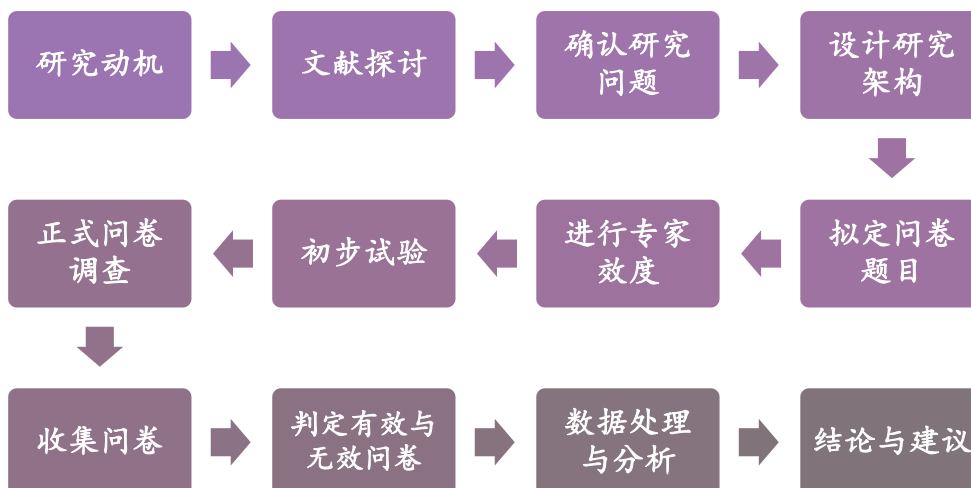 研究动机
文献探讨
确认研究
问题
设计研究
架构
拟定问卷
题目
进行专家
效度
初步试验
正式问卷
调查
收集问卷
判定有效与
无效问卷
数据处理
与分析
结论与建议